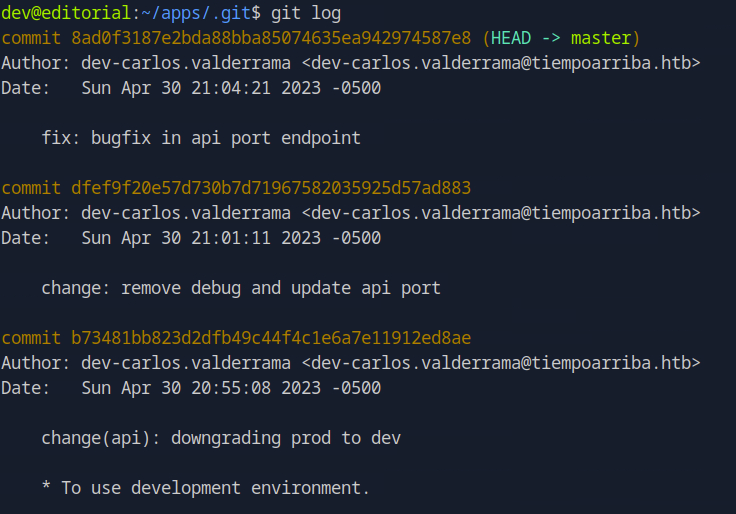 dev@editorial:~/apps/.git$ git log
commit 8ad0f3187e2bda88bba85074635ea942974587e8 (HEAD -> master)
Author: dev-carlos.valderrama <dev-carlos.valderrama@tiempoarriba.htb>
Date:   Sun Apr 30 21:04:21 2023 -0500

    fix: bugfix in api port endpoint

commit dfef9f20e57d730b7d71967582035925d57ad883
Author: dev-carlos.valderrama <dev-carlos.valderrama@tiempoarriba.htb>
Date:   Sun Apr 30 21:01:11 2023 -0500

    change: remove debug and update api port

commit b73481bb823d2dfb49c44f4c1e6a7e11912ed8ae
Author: dev-carlos.valderrama <dev-carlos.valderrama@tiempoarriba.htb>
Date:   Sun Apr 30 20:55:08 2023 -0500

    change(api): downgrading prod to dev

    * To use development environment.